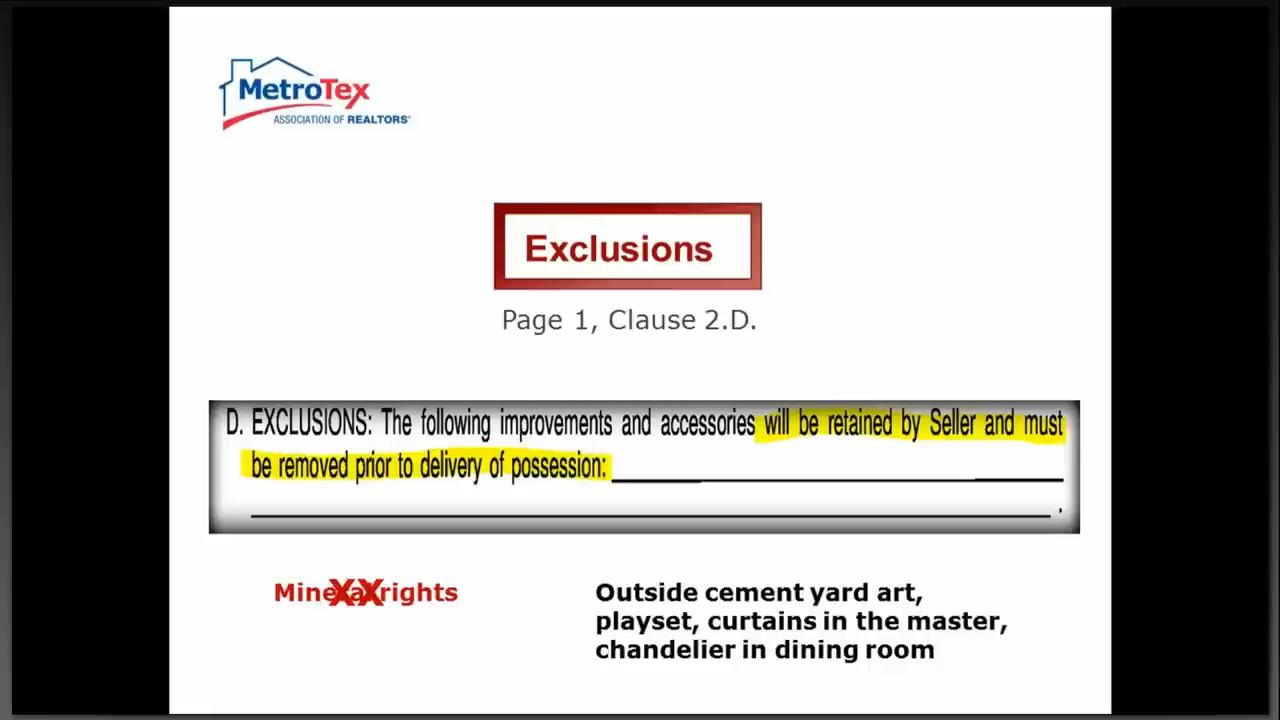 MetroTex
ASSOCIATION OF REALTORS®
Exclusions
Page 1, Clause 2.D.
D. EXCLUSIONS: The following improvements and accessories will be retained by Seller and must
be removed prior to delivery of possession:
.
Mineral rights
XX
Outside cement yard art,
playset, curtains in the master,
chandelier in dining room